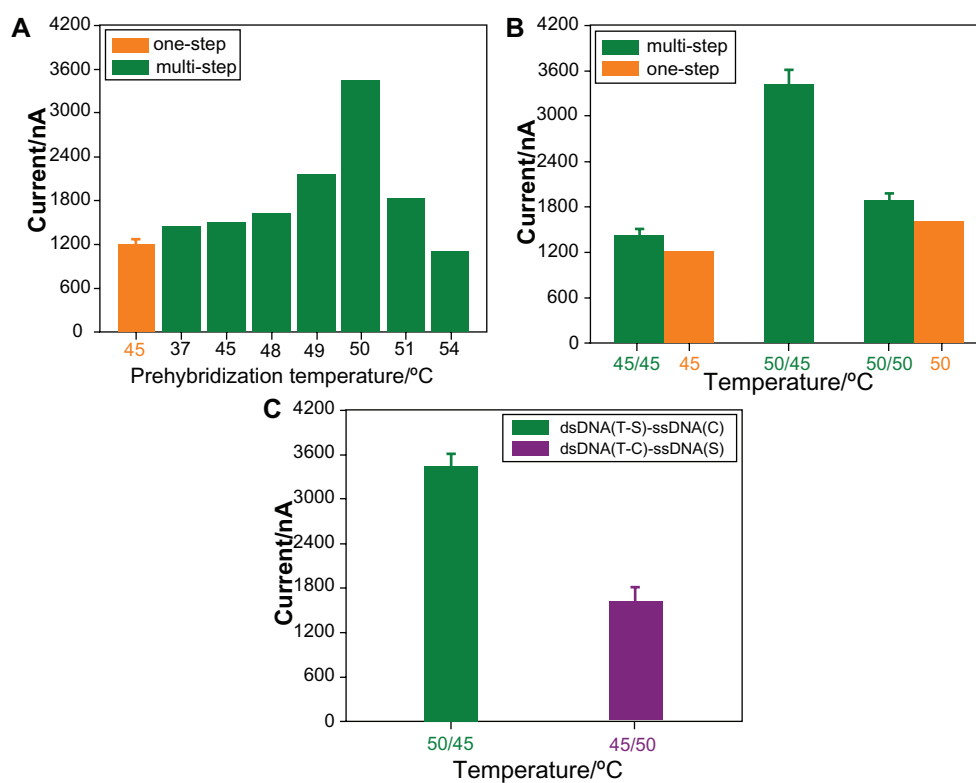 A
4200
3600
3000
2400
1800
1200
600
0
Current/nA
one-step
multi-step
45 37 45 48 49 50 51 54
Prehybridization temperature/ºC
B
4200
3600
3000
2400
1800
1200
600
0
Current/nA
multi-step
one-step
45/45 45 50/45 50/50 50
Temperature/ºC
C
4200
3600
3000
2400
1800
1200
600
0
Current/nA
dsDNA(T-S)-ssDNA(C)
dsDNA(T-C)-ssDNA(S)
50/45 45/50
Temperature/ºC